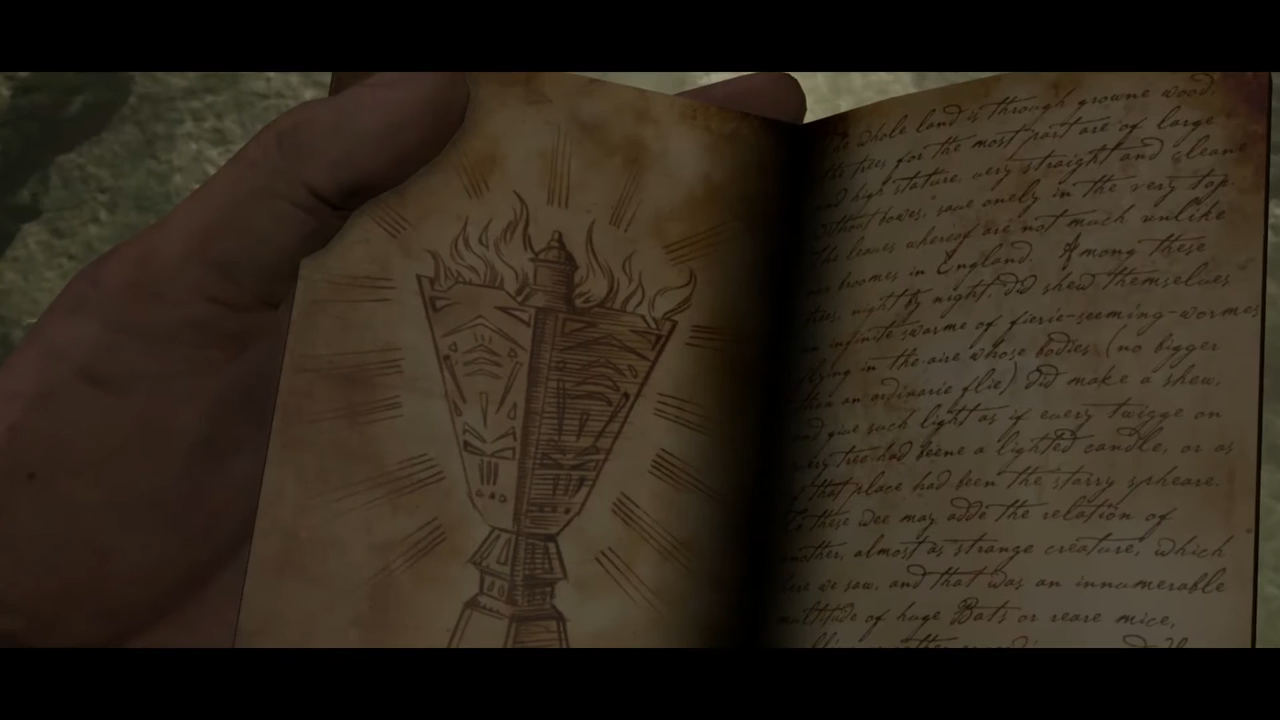 whole land is through growne wood,
the trees for the most part are of large
and high stature, very straight and cleane
without bowes, save onely in the very top.
The leaves whereof are not much unlike
our broomes in England. Among these
trees, night by night, did shew themselves
an infinite swarme of fierie-seeming-wormes
flying in the aire whose bodies (no bigger
than an ordinarie flie) did make a shew,
and give such light as if every twigge on
every tree had beene a lighted candle, or as
if that place had been the starry spheare.
To these wee may adde the relation of
another, almost as strange creature, which
here we saw, and that was an innumerable
multitude of huge Bats or reare mice,